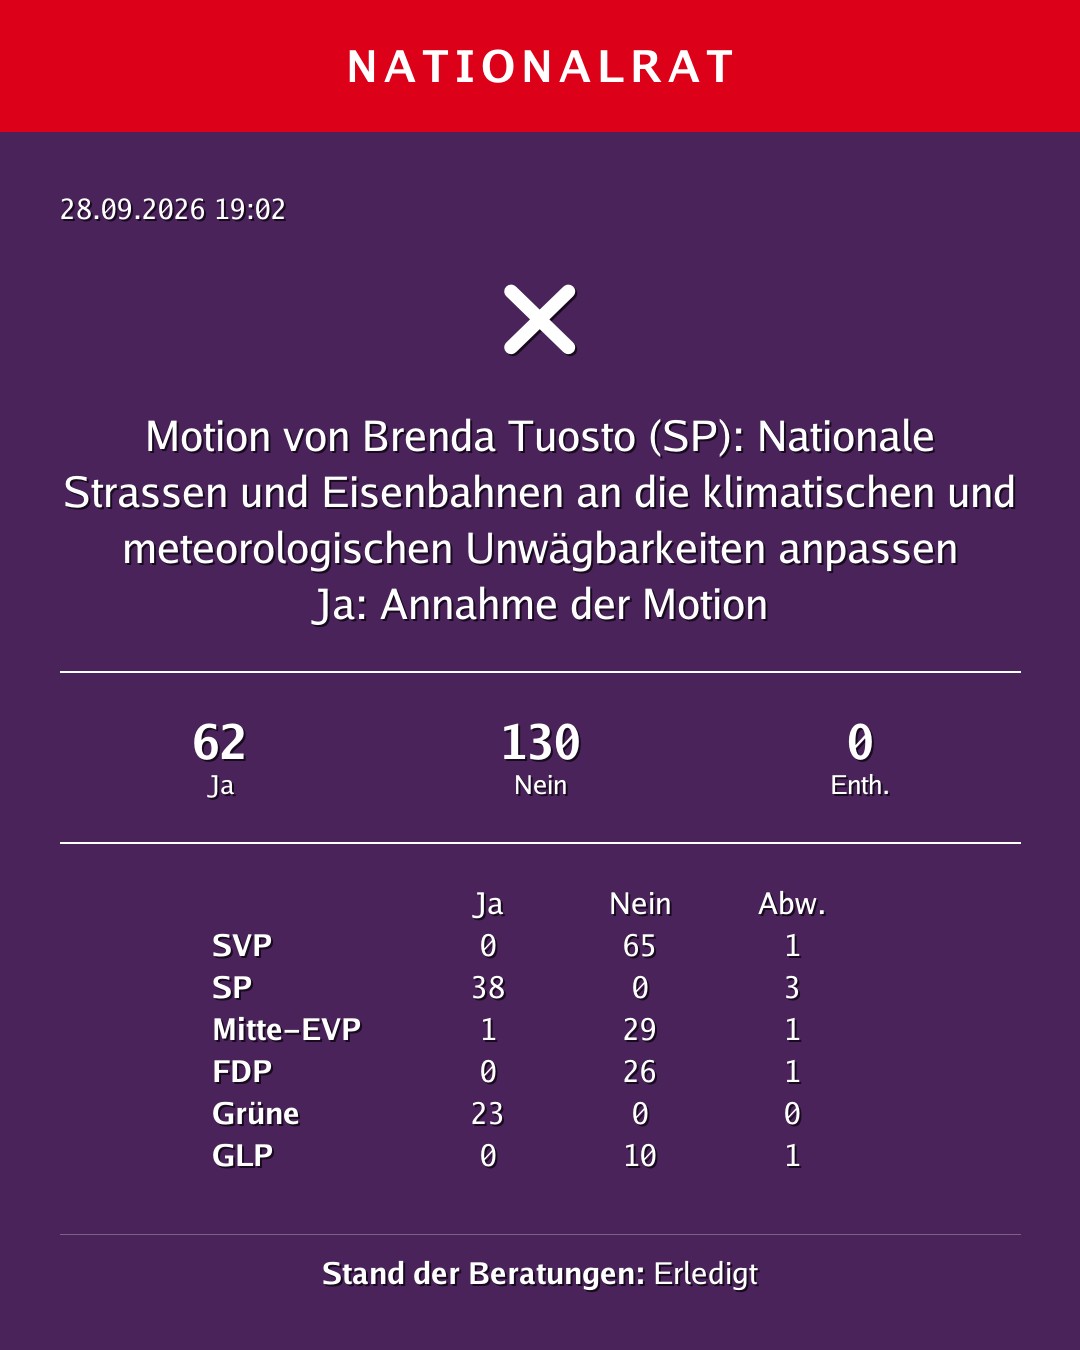 NATIONALRAT
28.09.2026 19:02
Motion von Brenda Tuosto (SP): Nationale
Strassen und Eisenbahnen an die klimatischen und
meteorologischen Unwägbarkeiten anpassen
Ja: Annahme der Motion
62 130 0
Ja Nein Enth.
Ja Nein Abw.
SVP 0 65 1
SP 38 0 3
Mitte-EVP 1 29 1
FDP 0 26 1
Grüne 23 0 0
GLP 0 10 1
Stand der Beratungen: Erledigt